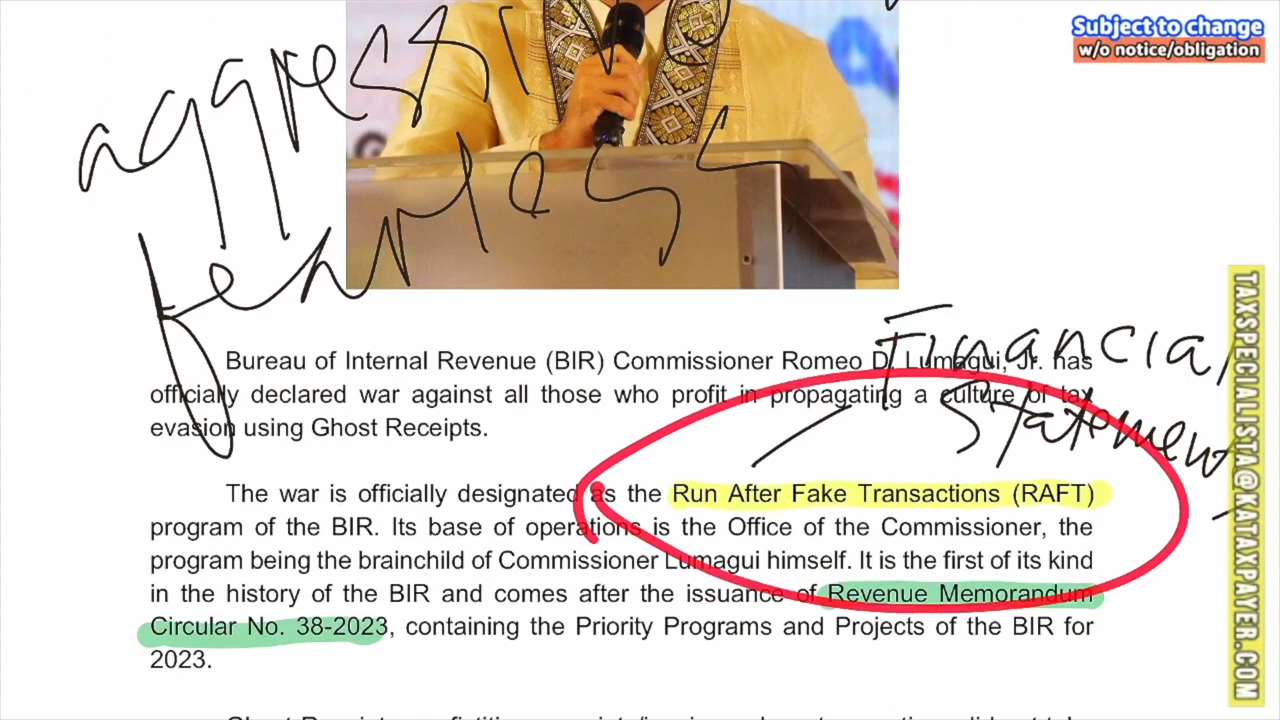 Subject to change
w/o notice/obligation
aggressive
fearless
Financial
Statement
Bureau of Internal Revenue (BIR) Commissioner Romeo D. Lumagui, Jr. has
officially declared war against all those who profit in propagating a culture of tax
evasion using Ghost Receipts.
The war is officially designated as the Run After Fake Transactions (RAFT)
program of the BIR. Its base of operations is the Office of the Commissioner, the
program being the brainchild of Commissioner Lumagui himself. It is the first of its kind
in the history of the BIR and comes after the issuance of Revenue Memorandum
Circular No. 38-2023, containing the Priority Programs and Projects of the BIR for
2023.
TAXSPECIALISTA@KATAXPAYER.COM